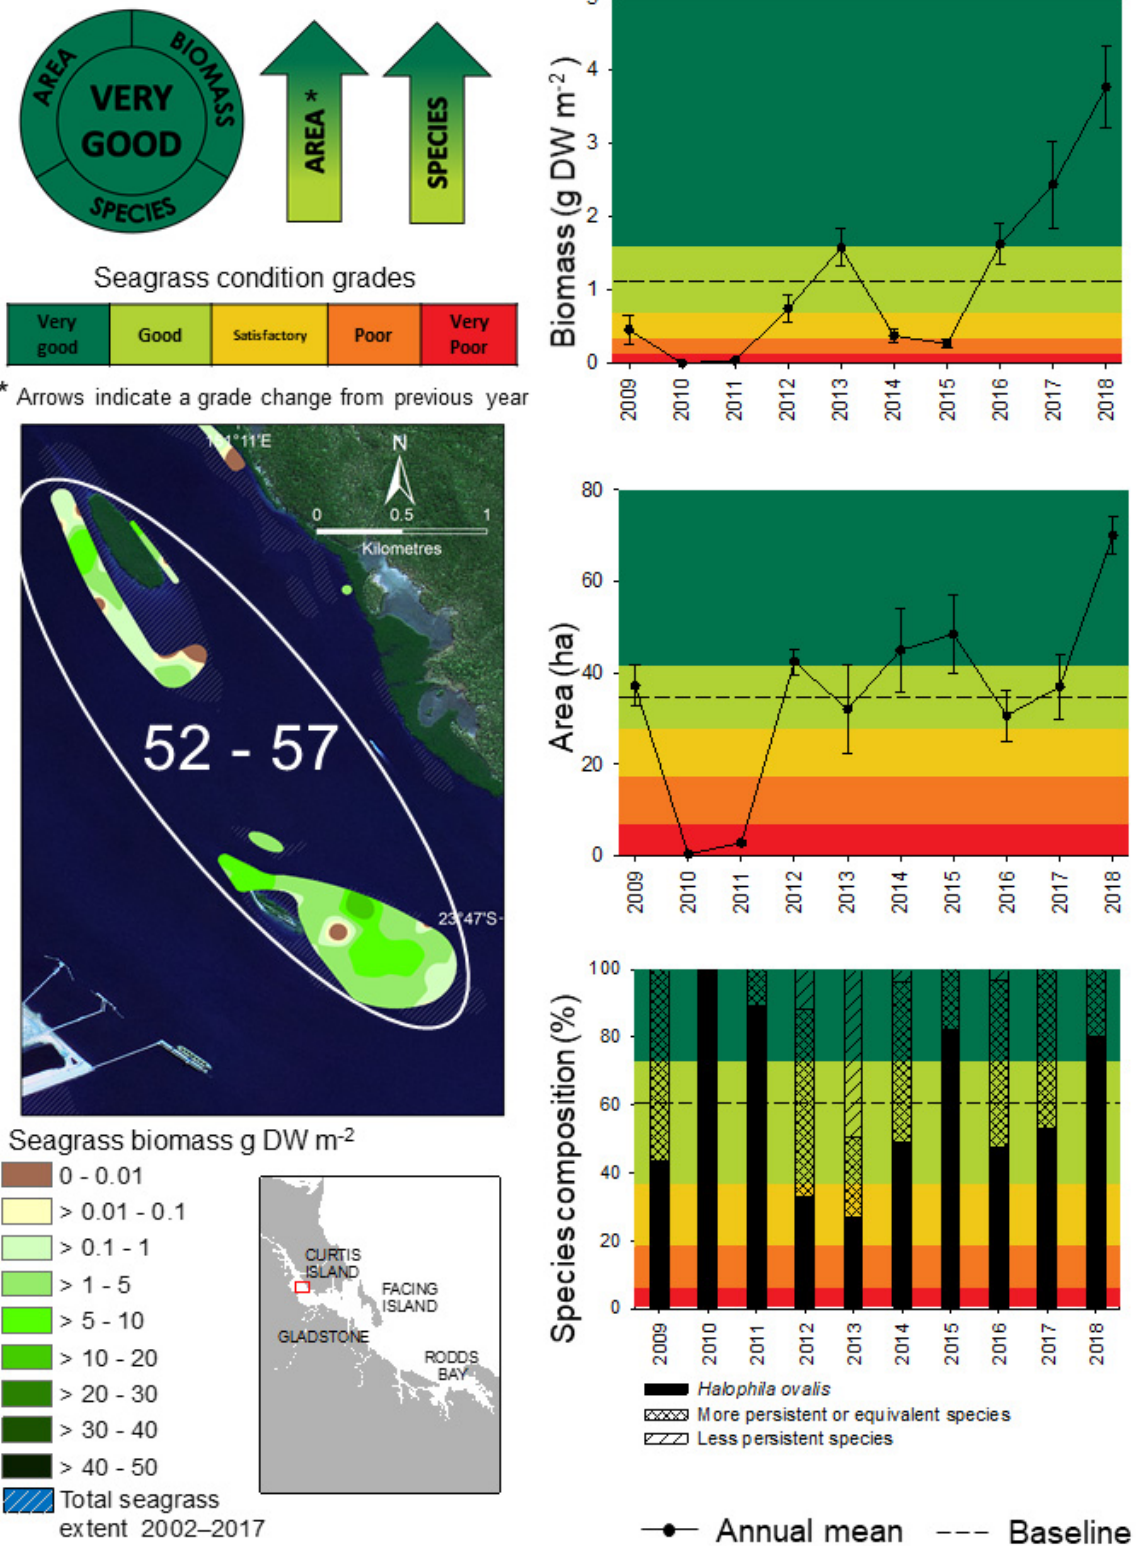 AREA
BIOMASS
SPECIES
VERY
GOOD
AREA *
SPECIES
Seagrass condition grades
Very good
Good
Satisfactory
Poor
Very Poor
* Arrows indicate a grade change from previous year
11'E
N
0 0.5 1
Kilometres
52 - 57
23°47'S
Seagrass biomass g DW m-2
0 - 0.01
> 0.01 - 0.1
> 0.1 - 1
> 1 - 5
> 5 - 10
> 10 - 20
> 20 - 30
> 30 - 40
> 40 - 50
Total seagrass
extent 2002–2017
CURTIS
ISLAND
FACING
ISLAND
GLADSTONE
RODDS
BAY
Biomass (g DW m-2)
4
3
2
1
0
2009 2010 2011 2012 2013 2014 2015 2016 2017 2018
Area (ha)
80
60
40
20
0
2009 2010 2011 2012 2013 2014 2015 2016 2017 2018
Species composition (%)
100
80
60
40
20
0
2009 2010 2011 2012 2013 2014 2015 2016 2017 2018
Halophila ovalis
More persistent or equivalent species
Less persistent species
Annual mean
Baseline